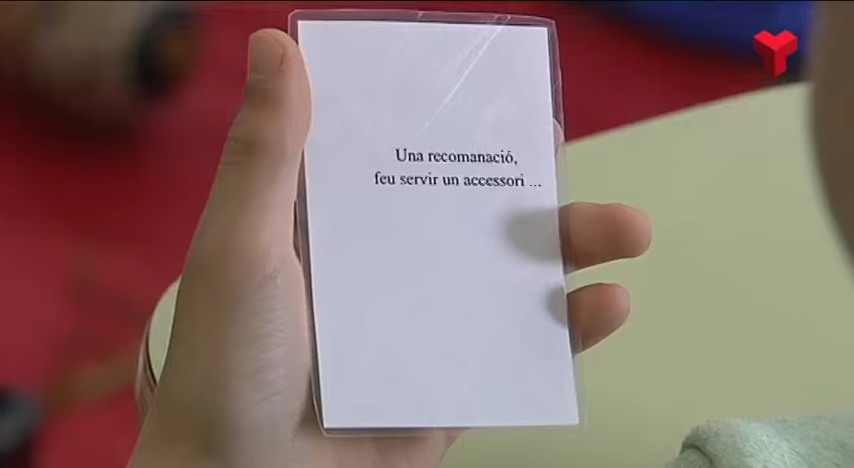 Una recomanació,
feu servir un accessori ...